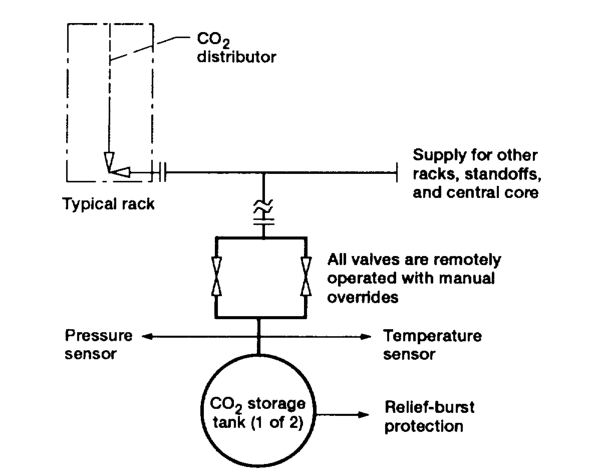 CO2
distributor
Supply for other
racks, standoffs,
and central core
Typical rack
All valves are remotely
operated with manual
overrides
Pressure
sensor
Temperature
sensor
CO2 storage
tank (1 of 2)
Relief-burst
protection